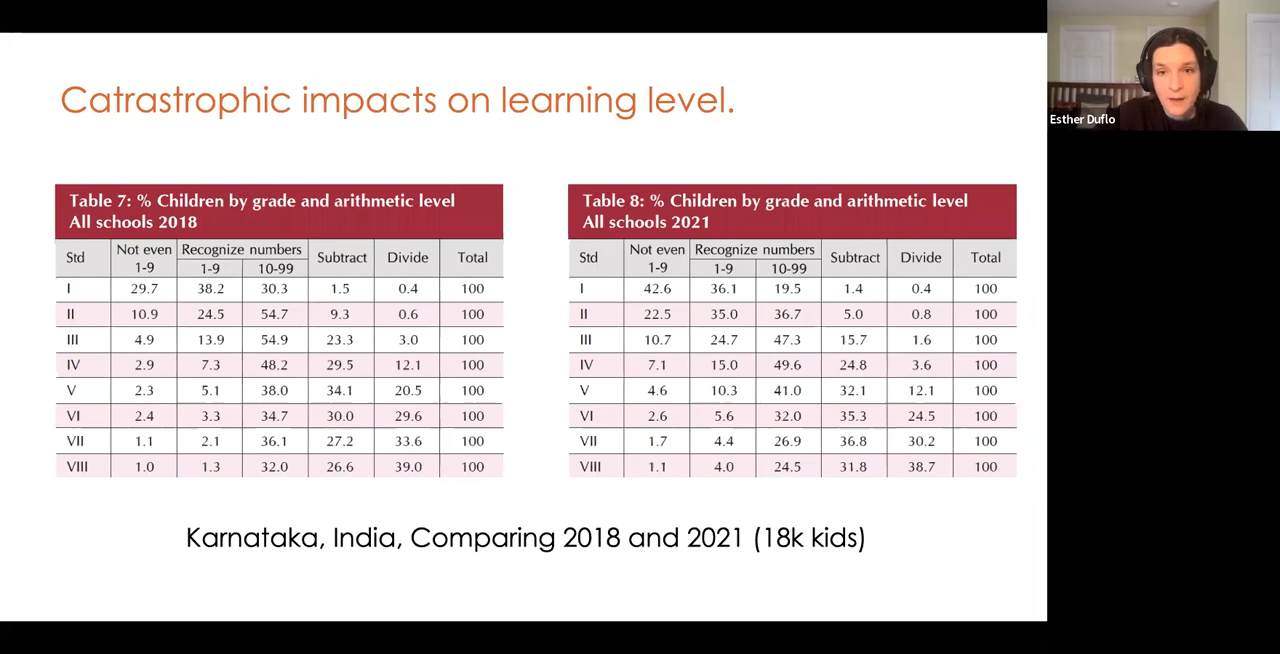 Catrastrophic impacts on learning level.
Esther Duflo
Table 7: % Children by grade and arithmetic level
All schools 2018
Std Not even 1-9 Recognize numbers Subtract Divide Total
1-9 10-99
I 29.7 38.2 30.3 1.5 0.4 100
II 10.9 24.5 54.7 9.3 0.6 100
III 4.9 13.9 54.9 23.3 3.0 100
IV 2.9 7.3 48.2 29.5 12.1 100
V 2.3 5.1 38.0 34.1 20.5 100
VI 2.4 3.3 34.7 30.0 29.6 100
VII 1.1 2.1 36.1 27.2 33.6 100
VIII 1.0 1.3 32.0 26.6 39.0 100
Table 8: % Children by grade and arithmetic level
All schools 2021
Std Not even 1-9 Recognize numbers Subtract Divide Total
1-9 10-99
I 42.6 36.1 19.5 1.4 0.4 100
II 22.5 35.0 36.7 5.0 0.8 100
III 10.7 24.7 47.3 15.7 1.6 100
IV 7.1 15.0 49.6 24.8 3.6 100
V 4.6 10.3 41.0 32.1 12.1 100
VI 2.6 5.6 32.0 35.3 24.5 100
VII 1.7 4.4 26.9 36.8 30.2 100
VIII 1.1 4.0 24.5 31.8 38.7 100
Karnataka, India, Comparing 2018 and 2021 (18k kids)